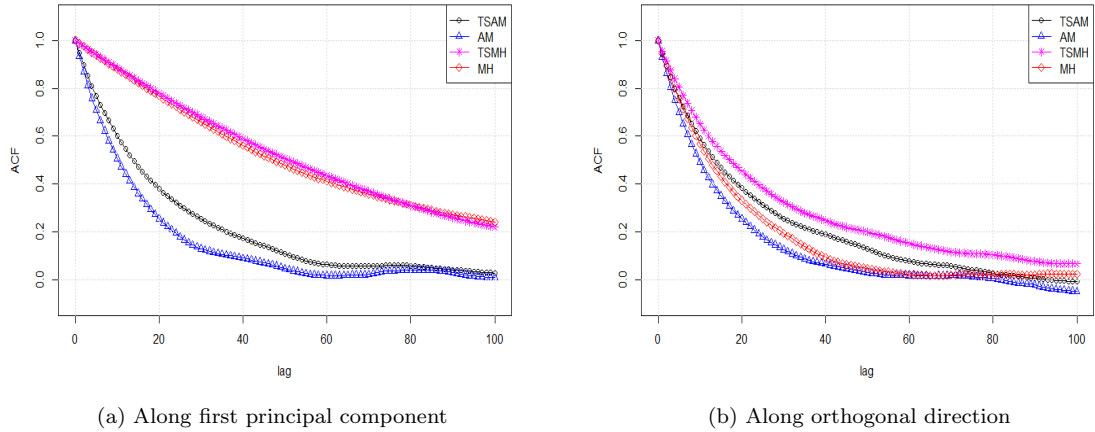 TSAM
AM
TSMH
MH
ACF
1.0
0.8
0.6
0.4
0.2
0.0
0 20 40 60 80 100
lag
(a) Along first principal component
TSAM
AM
TSMH
MH
ACF
1.0
0.8
0.6
0.4
0.2
0.0
0 20 40 60 80 100
lag
(b) Along orthogonal direction